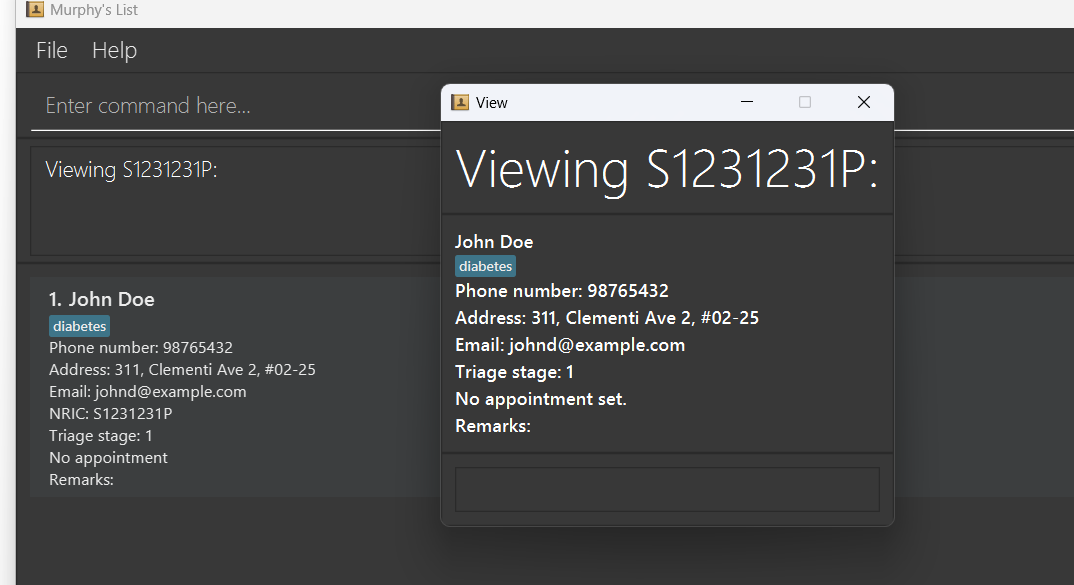 Murphy's List
File Help
Enter command here...
Viewing S1231231P:
1. John Doe
diabetes
Phone number: 98765432
Address: 311, Clementi Ave 2, #02-25
Email: johnd@example.com
NRIC: S1231231P
Triage stage: 1
No appointment
Remarks:
View
Viewing S1231231P:
John Doe
diabetes
Phone number: 98765432
Address: 311, Clementi Ave 2, #02-25
Email: johnd@example.com
Triage stage: 1
No appointment set.
Remarks: